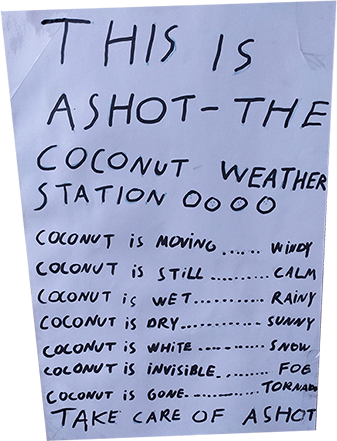 THIS IS
ASHOT-THE
COCONUT WEATHER
STATION OOOO
COCONUT iS MOViNG ...... WiNDY
COCONUT iS STiLL .......... CALM
COCONUT iS WET........... RAiNY
COCONUT iS DRY............ SUNNY
COCONUT iS WHiTE .......... SNOW
COCONUT iS iNVISIBLE ......... FOG
COCONUT iS GONE.......... TORNADO
TAKE CARE OF ASHOT